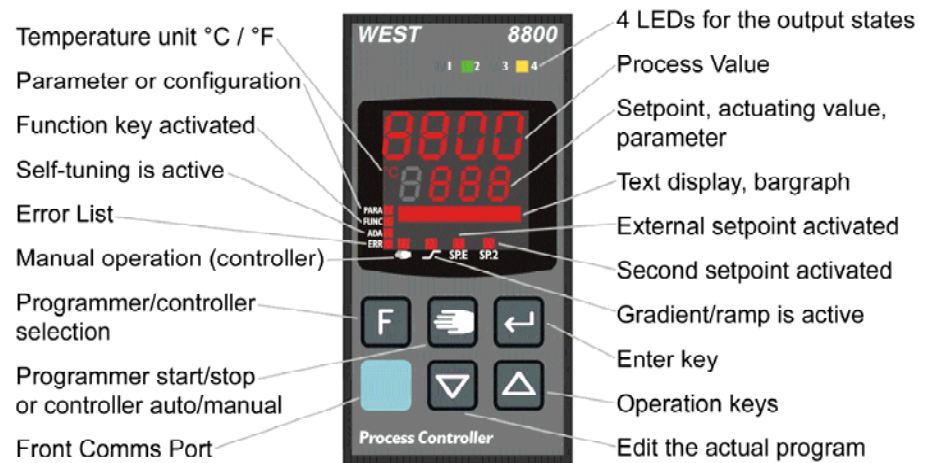 Temperature unit °C / °F
Parameter or configuration
Function key activated
Self-tuning is active
Error List
Manual operation (controller)
Programmer/controller
selection
Programmer start/stop
or controller auto/manual
Front Comms Port
WEST 8800
1 2 3 4
8800
°C 8888
PARA
FUNC
ADA
ERR
SP.E SP.2
F
Process Controller
4 LEDs for the output states
Process Value
Setpoint, actuating value,
parameter
Text display, bargraph
External setpoint activated
Second setpoint activated
Gradient/ramp is active
Enter key
Operation keys
Edit the actual program